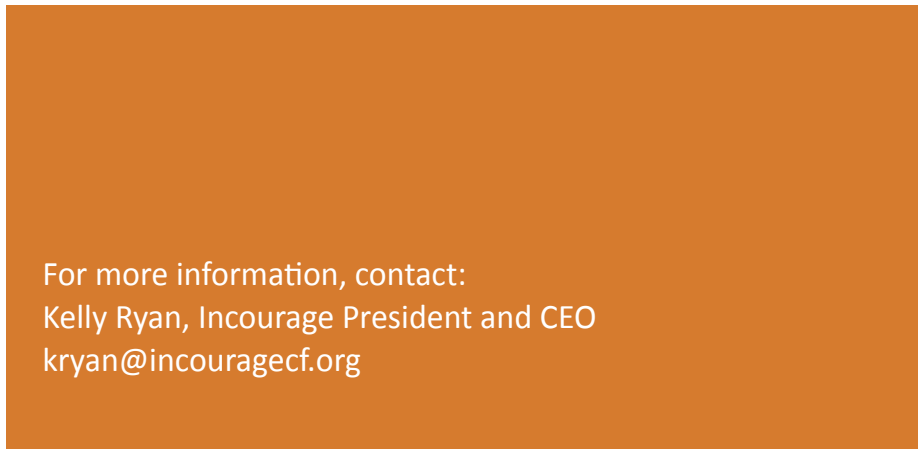 For more information, contact:
Kelly Ryan, Incourage President and CEO
kryan@incouragecf.org